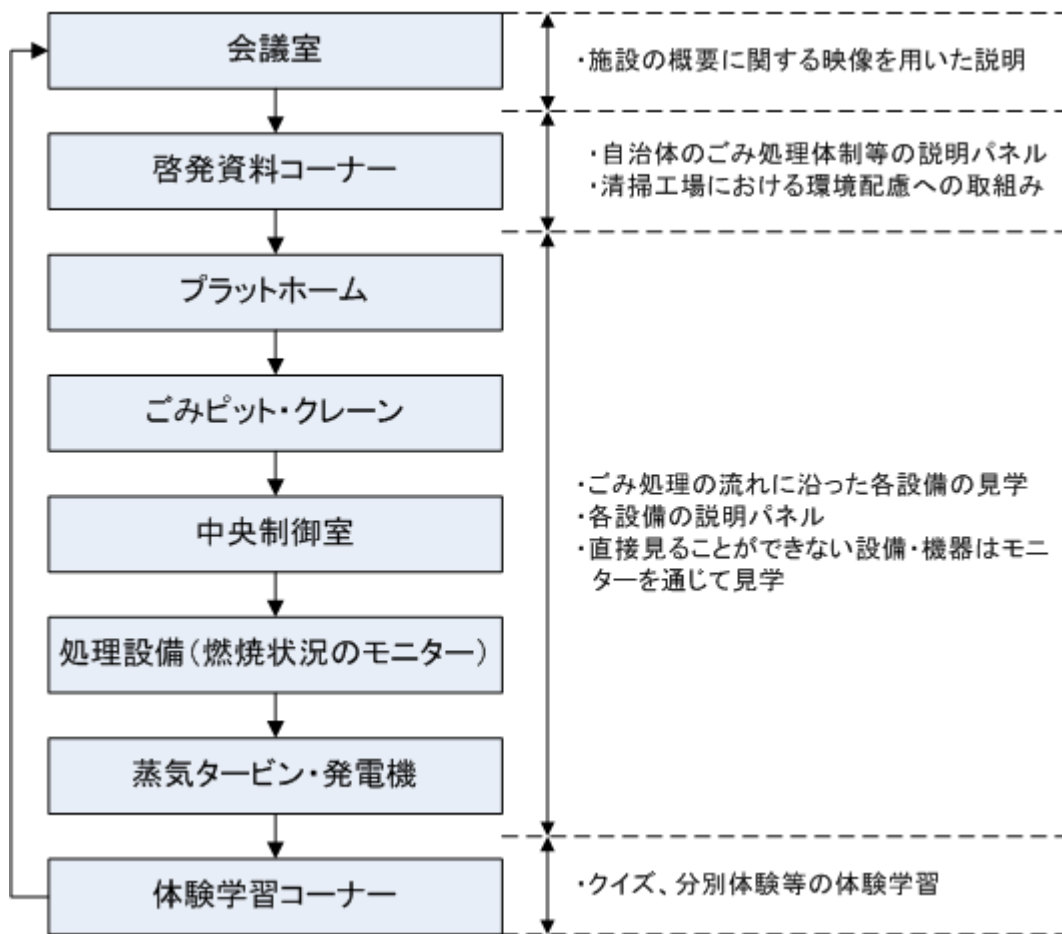 会議室
・施設の概要に関する映像を用いた説明
啓発資料コーナー
・自治体のごみ処理体制等の説明パネル
・清掃工場における環境配慮への取組み
プラットホーム
ごみピット・クレーン
中央制御室
・ごみ処理の流れに沿った各設備の見学
・各設備の説明パネル
・直接見ることができない設備・機器はモニ
ターを通じて見学
処理設備(燃焼状況のモニター)
蒸気タービン・発電機
体験学習コーナー
・クイズ、分別体験等の体験学習